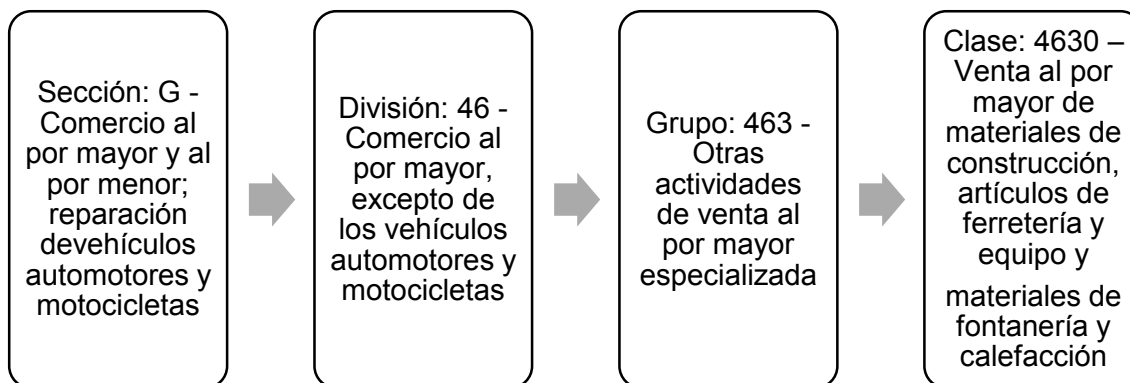 Sección: G -
Comercio al
por mayor y al
por menor;
reparación
devehículos
automotores y
motocicletas
División: 46 -
Comercio al
por mayor,
excepto de
los vehículos
automotores y
motocicletas
Grupo: 463 -
Otras
actividades
de venta al
por mayor
especializada
Clase: 4630 –
Venta al por
mayor de
materiales de
construcción,
artículos de
ferretería y
equipo y
materiales de
fontanería y
calefacción